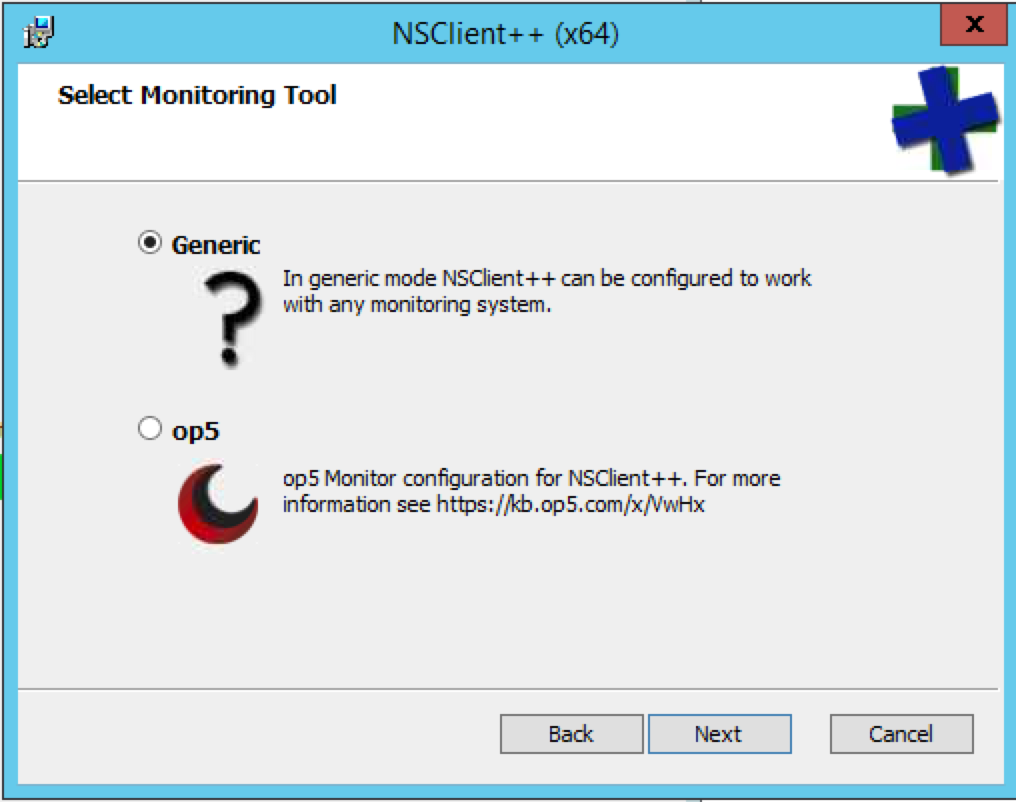 NSClient++ (x64)
x
Select Monitoring Tool
Generic
In generic mode NSClient++ can be configured to work
with any monitoring system.
op5
op5 Monitor configuration for NSClient++. For more
information see https://kb.op5.com/x/VwHx
Back
Next
Cancel